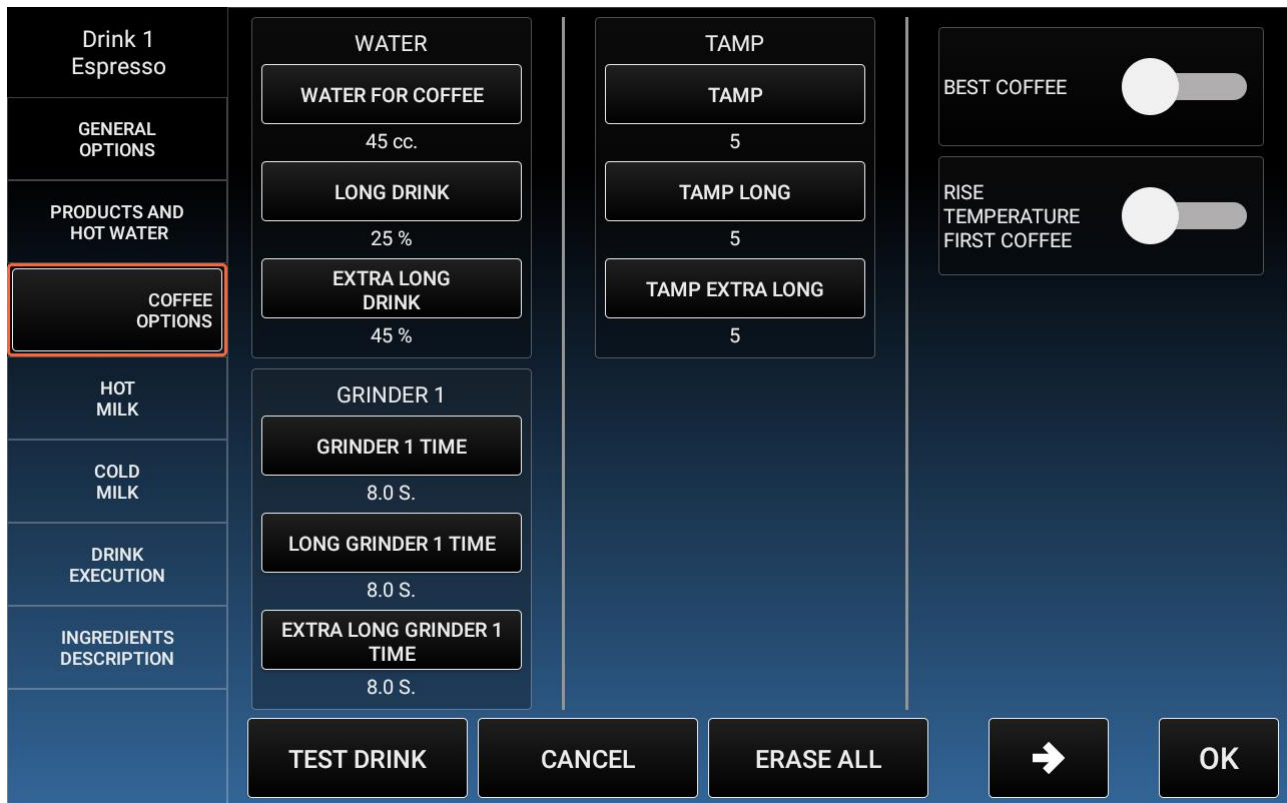 Drink 1
Espresso
GENERAL
OPTIONS
PRODUCTS AND
HOT WATER
COFFEE
OPTIONS
HOT
MILK
COLD
MILK
DRINK
EXECUTION
INGREDIENTS
DESCRIPTION
WATER
WATER FOR COFFEE
45 cc.
LONG DRINK
25 %
EXTRA LONG
DRINK
45 %
GRINDER 1
GRINDER 1 TIME
8.0 S.
LONG GRINDER 1 TIME
8.0 S.
EXTRA LONG GRINDER 1
TIME
8.0 S.
TAMP
TAMP
5
TAMP LONG
5
TAMP EXTRA LONG
5
BEST COFFEE
RISE
TEMPERATURE
FIRST COFFEE
TEST DRINK
CANCEL
ERASE ALL
OK